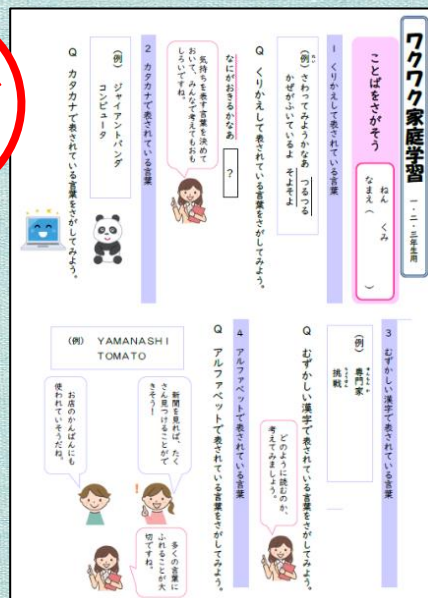 ワクワク家庭学習 一・二・三年生用
ことばをさがそう
ねん くみ
なまえ( )
1 くりかえして表されている言葉
(例) れい
さわってみようかなあ つるつる
かぜがふいているよ そよそよ
Q くりかえして表されている言葉をさがしてみよう。
なにがおきるかなあ ?
気持ちを表す言葉を決めて
おいて、みんなで考えてもおも
しろいですね。
2 カタカナで表されている言葉
(例) ジャイアントパンダ
コンピュータ
Q カタカナで表されている言葉をさがしてみよう。
3 むずかしい漢字で表されている言葉
(例) 専門家 せんもんか
挑戦 ちょうせん
Q むずかしい漢字で表されている言葉をさがしてみよう。
どのように読むのか、
考えてみましょう。
4 アルファベットで表されている言葉
Q アルファベットで表されている言葉をさがしてみよう。
(例) YAMANASHI
TOMATO
新聞を見れば、たく
さん見つけることがで
きそう!
お店のかんばんにも
使われていそうだね。
多くの言葉に
ふれることが大
切ですね。